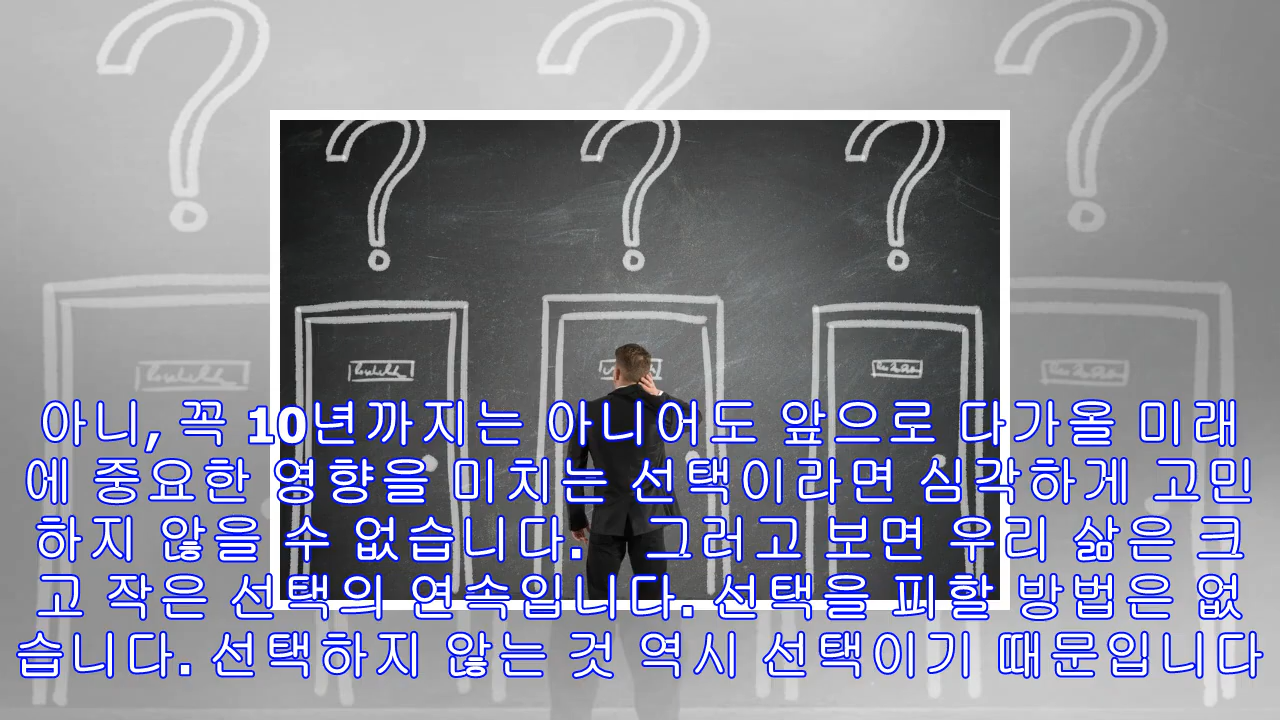 아니, 꼭 10년까지는 아니어도 앞으로 다가올 미래
에 중요한 영향을 미치는 선택이라면 심각하게 고민
하지 않을 수 없습니다. 그러고 보면 우리 삶은 크
고 작은 선택의 연속입니다. 선택을 피할 방법은 없
습니다. 선택하지 않는 것 역시 선택이기 때문입니다